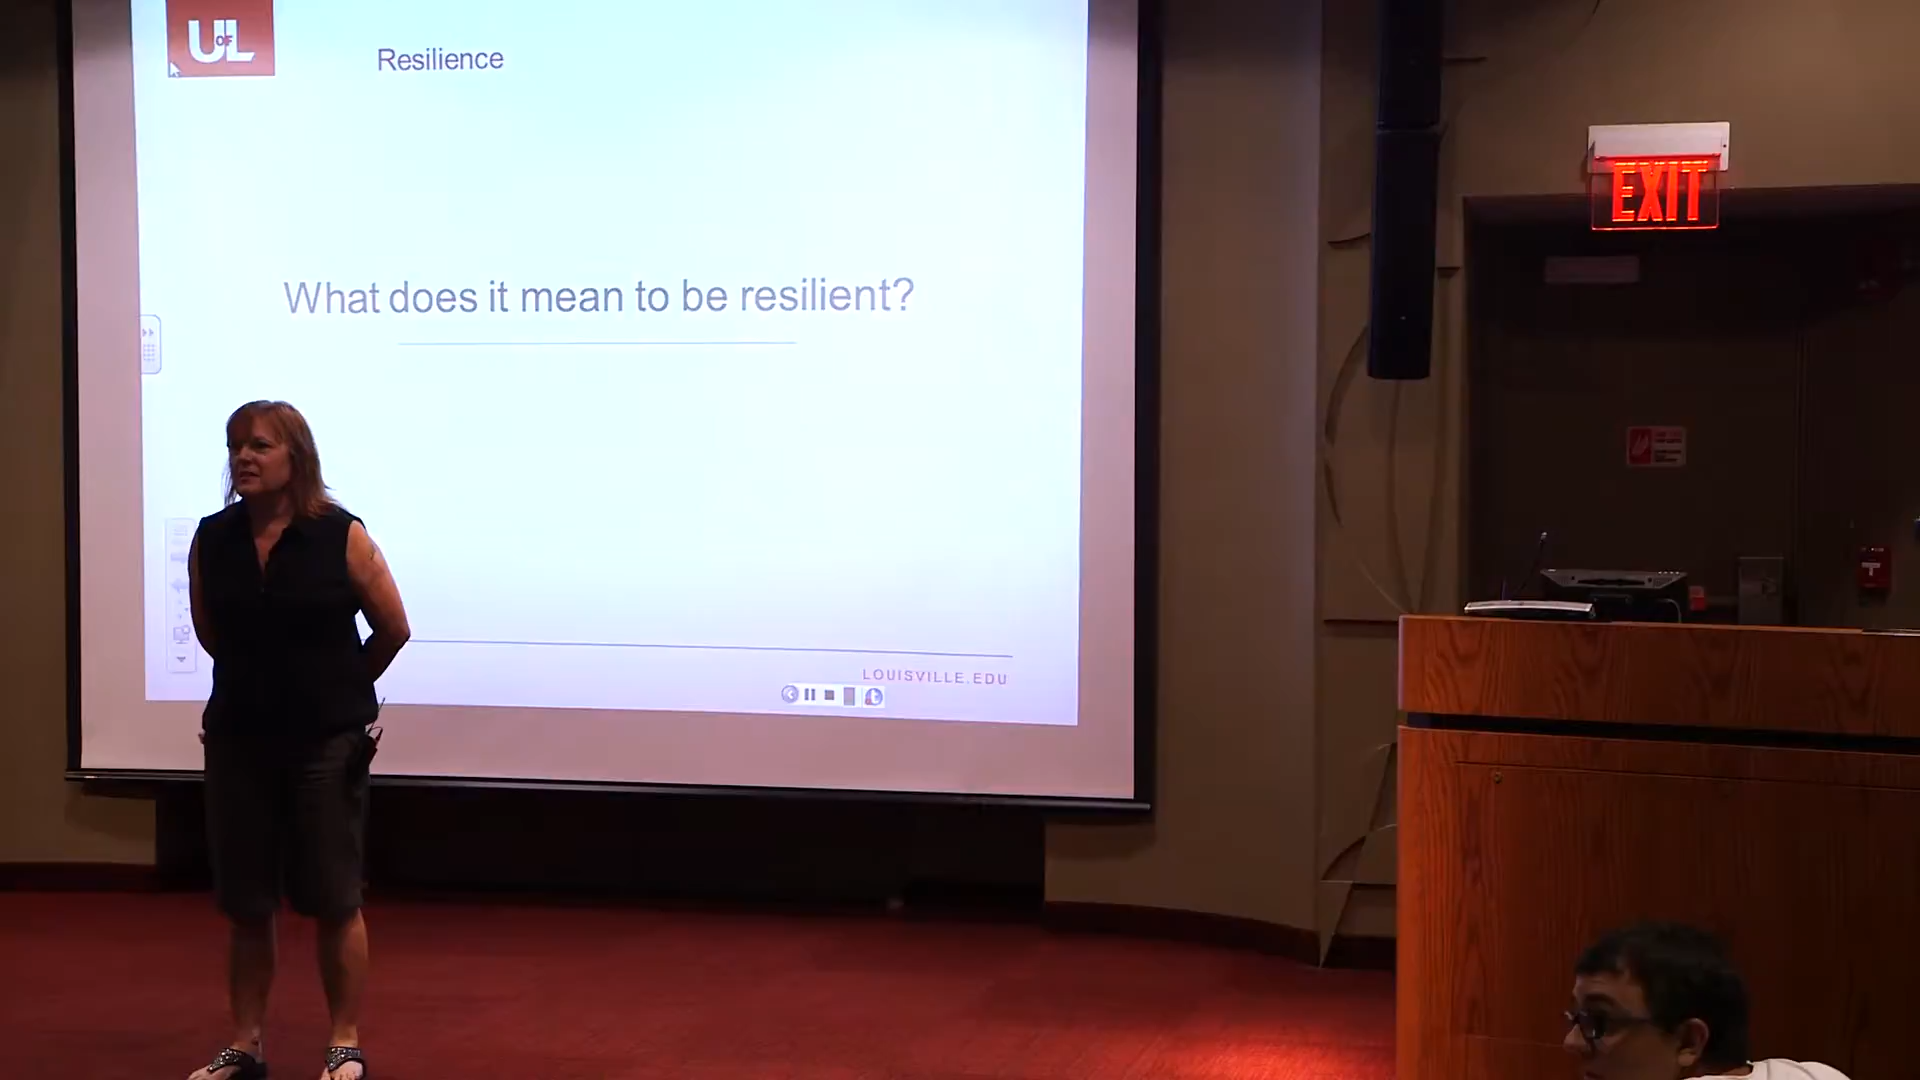 UofL
Resilience
What does it mean to be resilient?
LOUISVILLE.EDU
EXIT